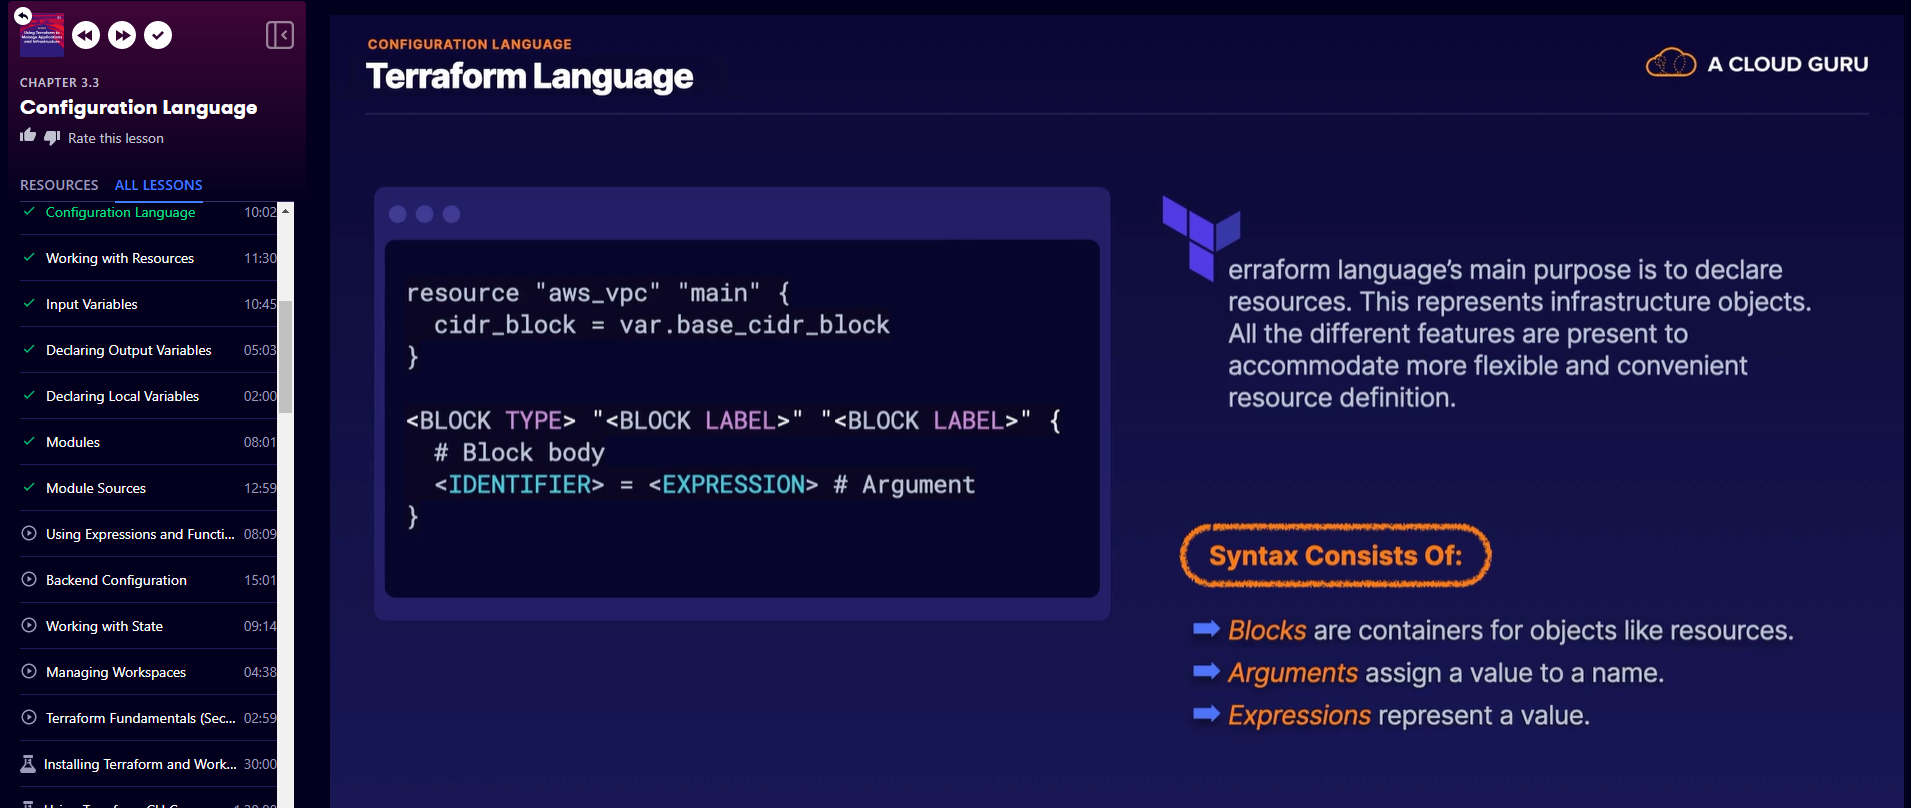 Using Terraform to
Manage Applications
and Infrastructure
CHAPTER 3.3
Configuration Language
Rate this lesson
RESOURCES ALL LESSONS
Configuration Language 10:02
Working with Resources 11:30
Input Variables 10:45
Declaring Output Variables 05:03
Declaring Local Variables 02:00
Modules 08:01
Module Sources 12:59
Using Expressions and Functi... 08:09
Backend Configuration 15:01
Working with State 09:14
Managing Workspaces 04:38
Terraform Fundamentals (Sec... 02:59
Installing Terraform and Work... 30:00
CONFIGURATION LANGUAGE
Terraform Language
A CLOUD GURU
resource "aws_vpc" "main" {
  cidr_block = var.base_cidr_block
}
<BLOCK TYPE> "<BLOCK LABEL>" "<BLOCK LABEL>" {
  # Block body
  <IDENTIFIER> = <EXPRESSION> # Argument
}
erraform language's main purpose is to declare
resources. This represents infrastructure objects.
All the different features are present to
accommodate more flexible and convenient
resource definition.
Syntax Consists Of:
Blocks are containers for objects like resources.
Arguments assign a value to a name.
Expressions represent a value.